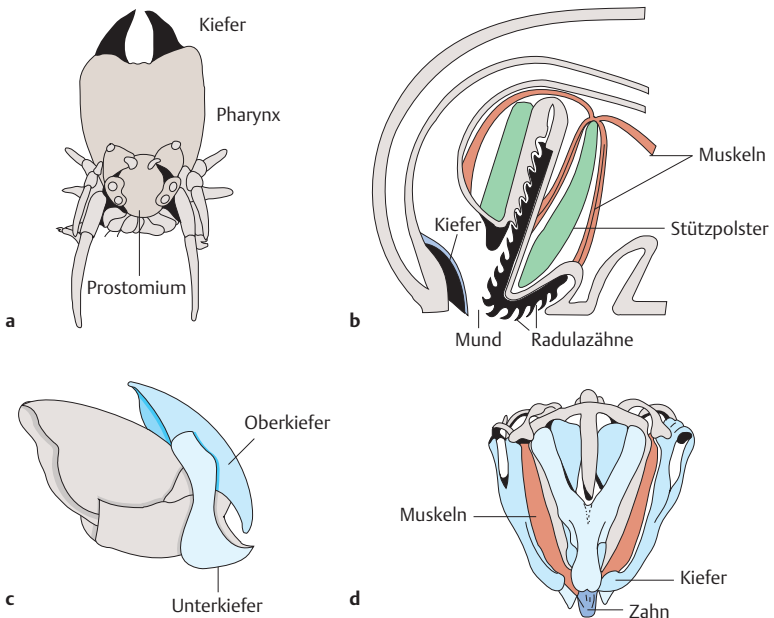 Kiefer
Pharynx
Prostomium
a
Muskeln
Kiefer
Stützpolster
Mund
Radulazähne
b
Oberkiefer
Unterkiefer
c
Muskeln
Kiefer
Zahn
d